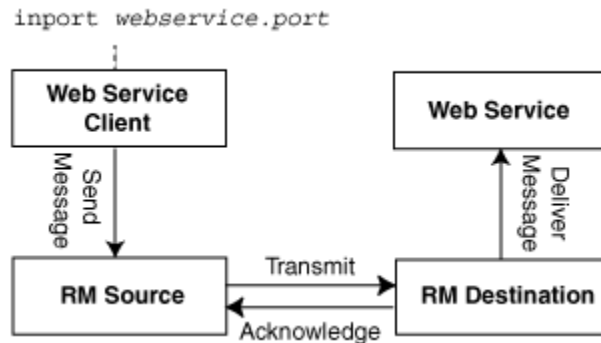 inport webservice.port
Web Service
Client
Web Service
Send
Message
Deliver
Message
RM Source
Transmit
Acknowledge
RM Destination